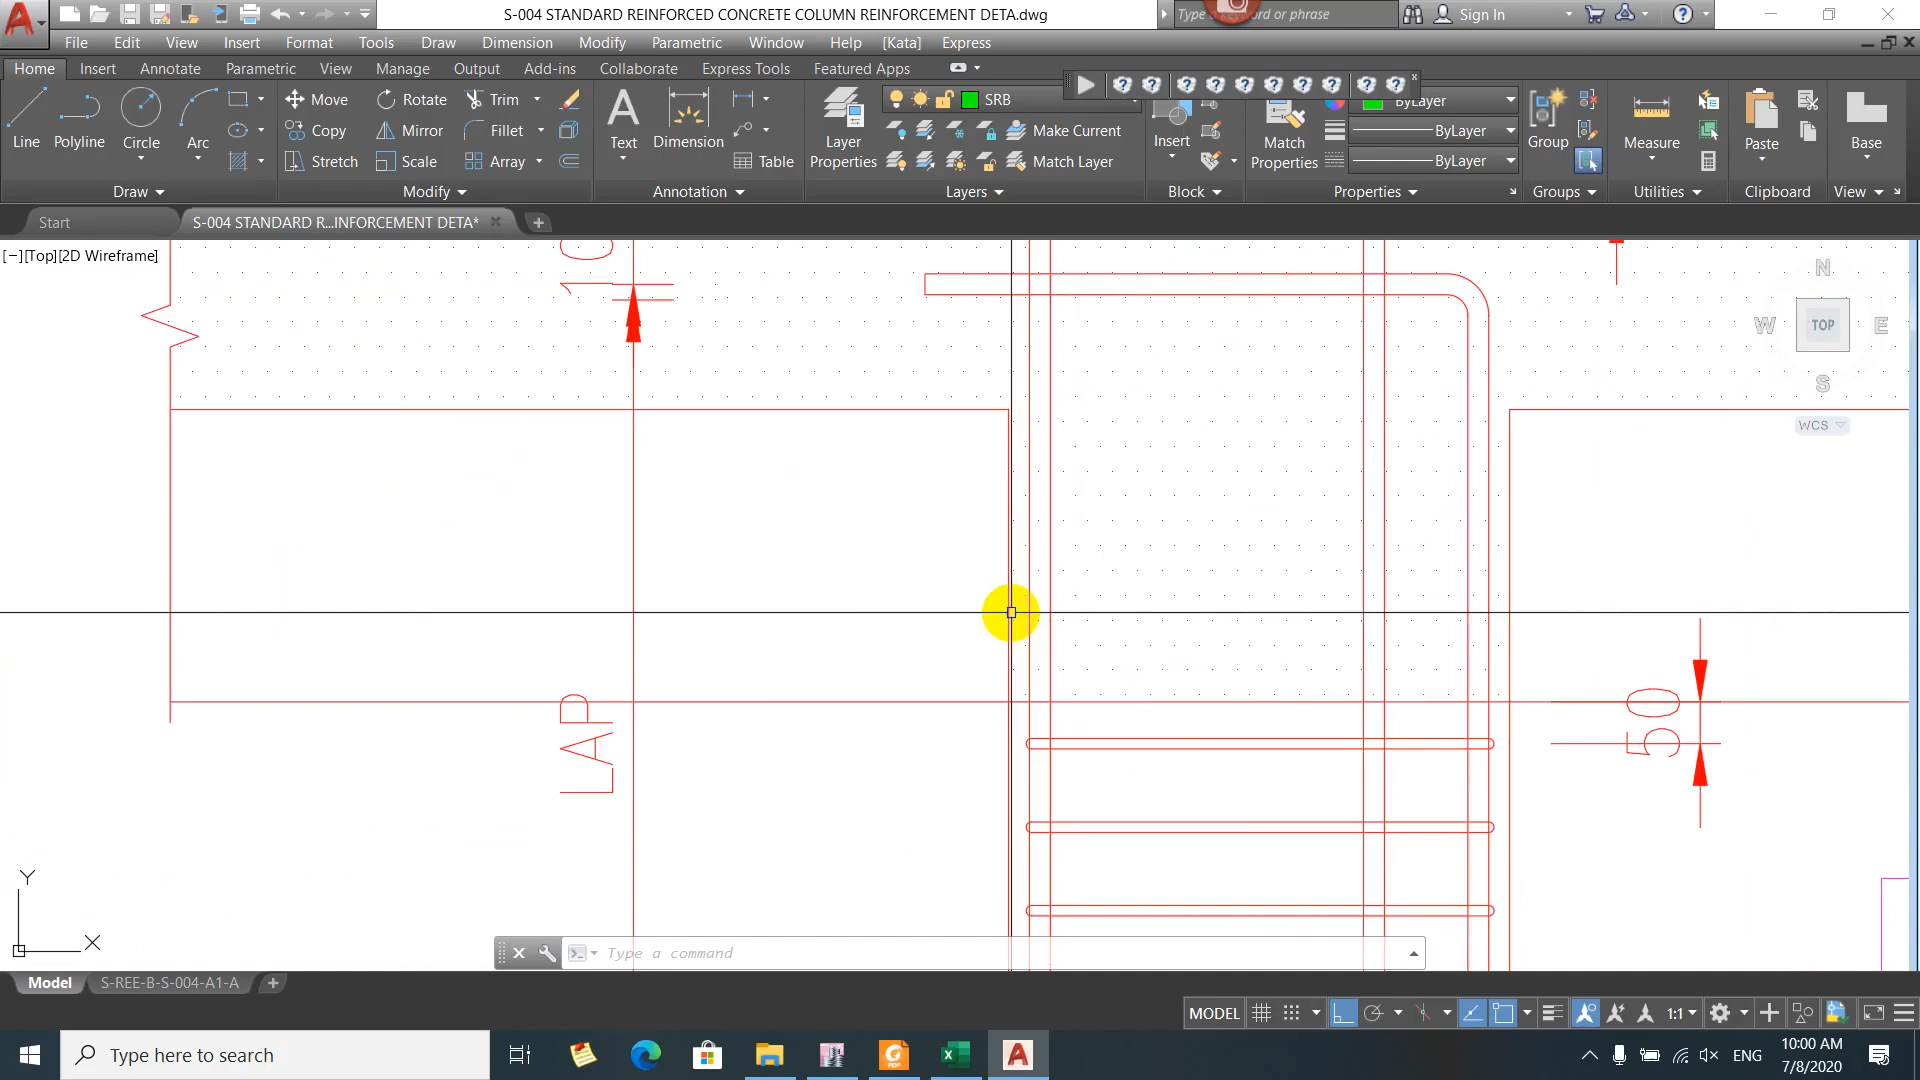 S-004 STANDARD REINFORCED CONCRETE COLUMN REINFORCEMENT DETA.dwg
Type a keyword or phrase
Sign In
File Edit View Insert Format Tools Draw Dimension Modify Parametric Window Help [Kata] Express
Home Insert Annotate Parametric View Manage Output Add-ins Collaborate Express Tools Featured Apps
Line Polyline Circle Arc
Move Rotate Trim
Copy Mirror Fillet
Stretch Scale Array
Text Dimension Table
Layer Properties
SRB
Make Current
Match Layer
Insert
Match Properties
ByLayer
ByLayer
ByLayer
Group
Measure
Paste
Base
Draw Modify Annotation Layers Block Properties Groups Utilities Clipboard View
Start
S-004 STANDARD R...INFORCEMENT DETA*
[−][Top][2D Wireframe]
N
W TOP E
S
WCS
LAP
50
Y
X
Type a command
Model S-REE-B-S-004-A1-A
MODEL
1:1
Type here to search
PDF
ENG
10:00 AM
7/8/2020